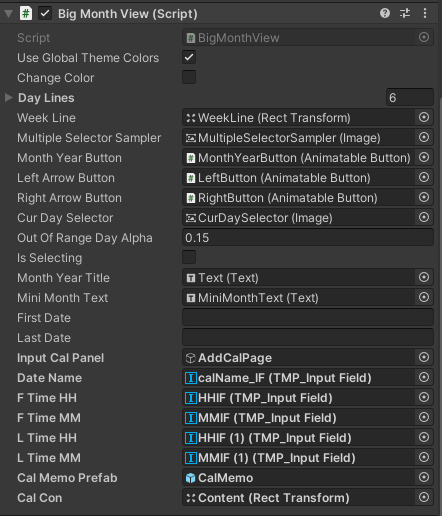 Big Month View (Script)
Script BigMonthView
Use Global Theme Colors
Change Color
Day Lines 6
Week Line WeekLine (Rect Transform)
Multiple Selector Sampler MultipleSelectorSampler (Image)
Month Year Button MonthYearButton (Animatable Button)
Left Arrow Button LeftButton (Animatable Button)
Right Arrow Button RightButton (Animatable Button)
Cur Day Selector CurDaySelector (Image)
Out Of Range Day Alpha 0.15
Is Selecting
Month Year Title Text (Text)
Mini Month Text MiniMonthText (Text)
First Date
Last Date
Input Cal Panel AddCalPage
Date Name calName_IF (TMP_Input Field)
F Time HH HHIF (TMP_Input Field)
F Time MM MMIF (TMP_Input Field)
L Time HH HHIF (1) (TMP_Input Field)
L Time MM MMIF (1) (TMP_Input Field)
Cal Memo Prefab CalMemo
Cal Con Content (Rect Transform)